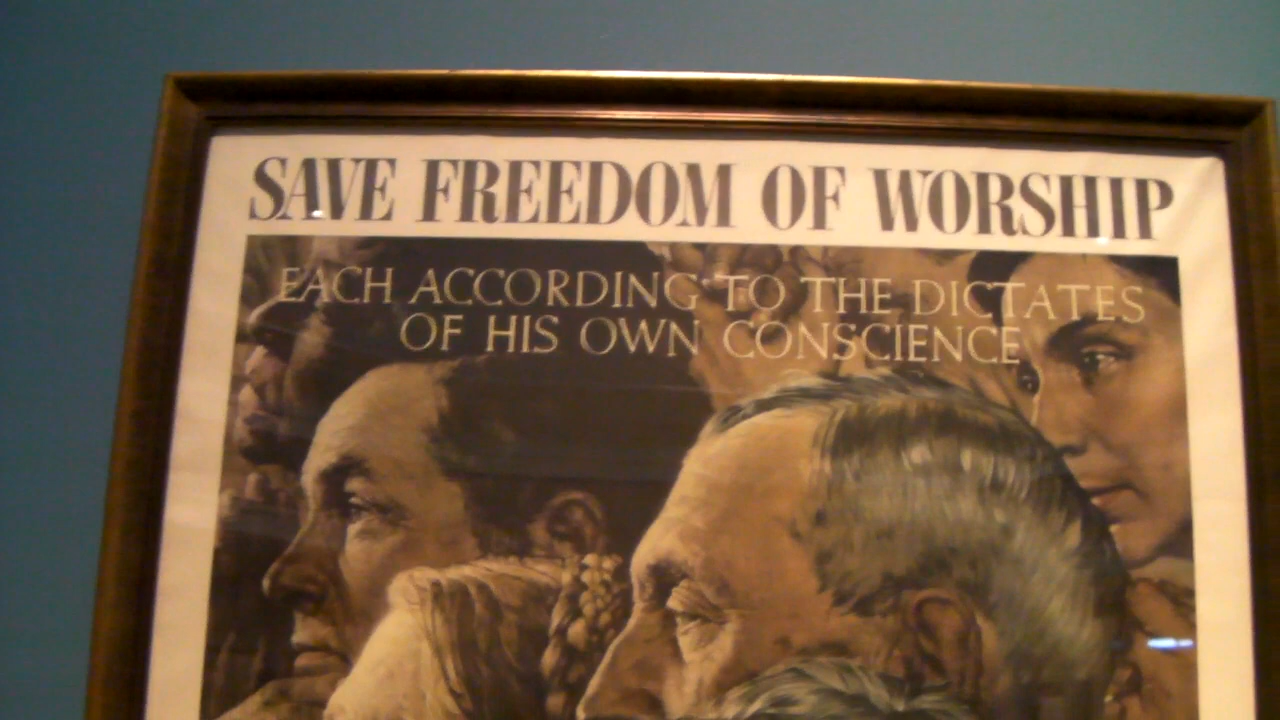 SAVE FREEDOM OF WORSHIP
EACH ACCORDING TO THE DICTATES
OF HIS OWN CONSCIENCE